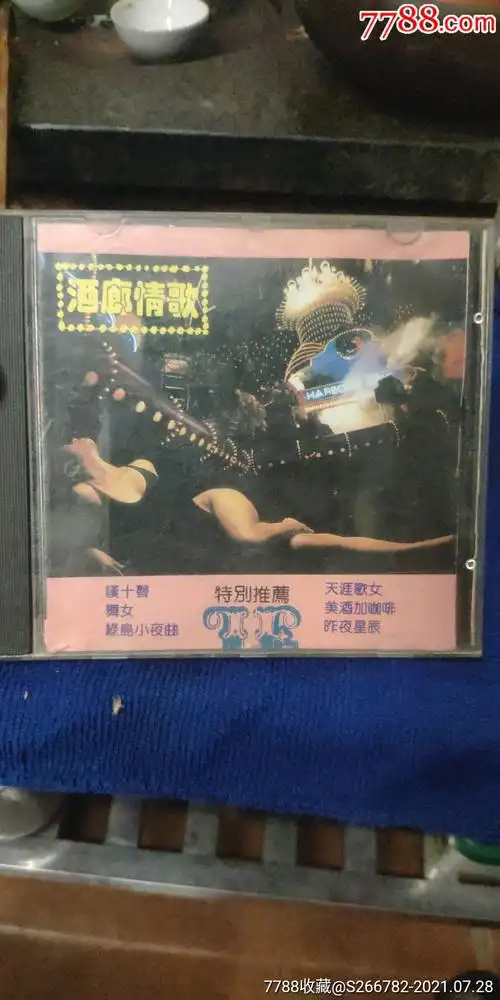 7788.com
酒廊情歌
HARBO
嘆十聲
舞女
綠島小夜曲
特別推薦
天涯歌女
美酒加咖啡
昨夜星辰
7788收藏@S266782-2021.07.28